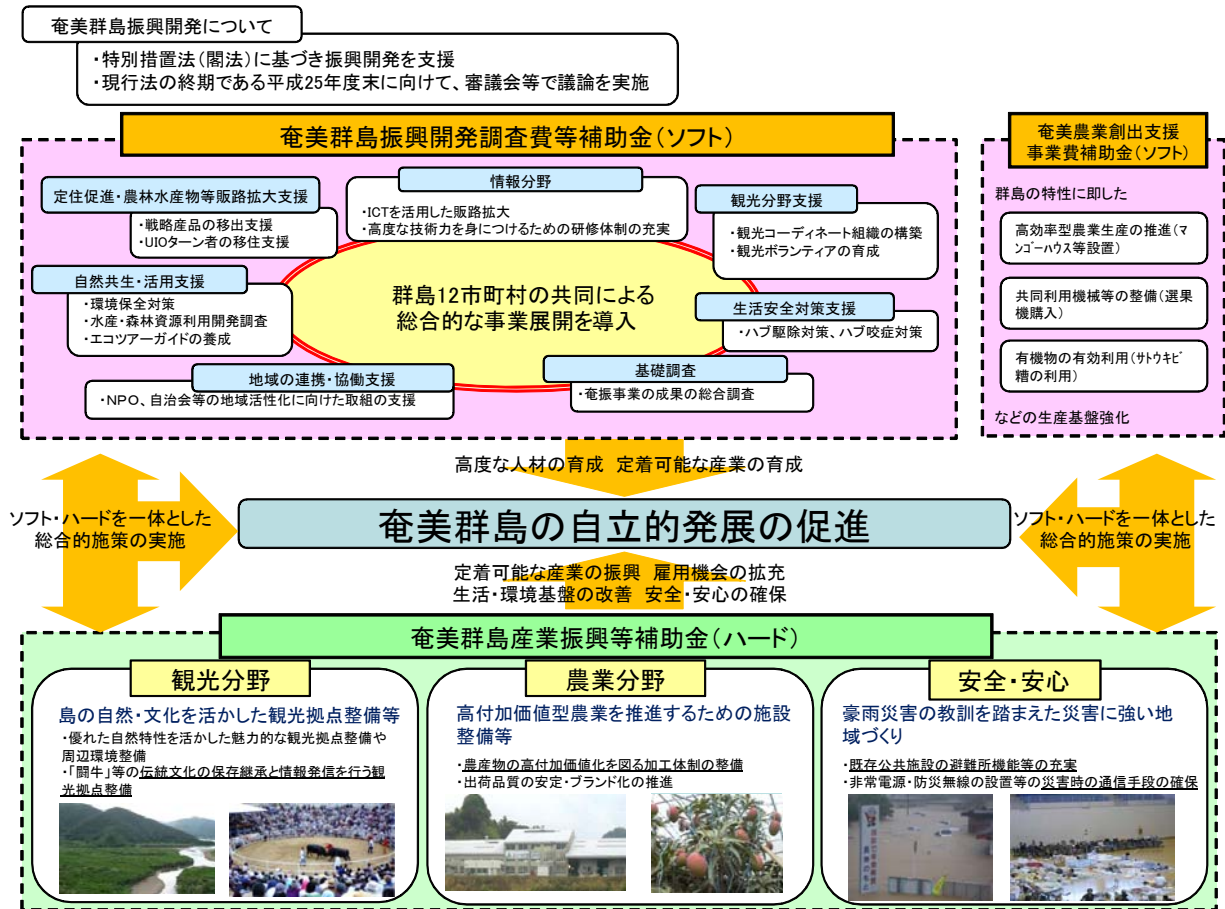 奄美群島振興開発について
・特別措置法(閣法)に基づき振興開発を支援
・現行法の終期である平成25年度末に向けて、審議会等で議論を実施
奄美群島振興開発調査費等補助金(ソフト)
定住促進・農林水産物等販路拡大支援
・戦略産品の移出支援
・UIOターン者の移住支援
情報分野
・ICTを活用した販路拡大
・高度な技術力を身につけるための研修体制の充実
観光分野支援
・観光コーディネート組織の構築
・観光ボランティアの育成
自然共生・活用支援
・環境保全対策
・水産・森林資源利用開発調査
・エコツアーガイドの養成
群島12市町村の共同による
総合的な事業展開を導入
生活安全対策支援
・ハブ駆除対策、ハブ咬症対策
地域の連携・協働支援
・NPO、自治会等の地域活性化に向けた取組の支援
基礎調査
・奄振事業の成果の総合調査
奄美農業創出支援
事業費補助金(ソフト)
群島の特性に即した
高効率型農業生産の推進(マ
ンゴーハウス等設置)
共同利用機械等の整備(選果
機購入)
有機物の有効利用(サトウキビ
糟の利用)
などの生産基盤強化
高度な人材の育成 定着可能な産業の育成
ソフト・ハードを一体とした
総合的施策の実施
奄美群島の自立的発展の促進
ソフト・ハードを一体とした
総合的施策の実施
定着可能な産業の振興 雇用機会の拡充
生活・環境基盤の改善 安全・安心の確保
奄美群島産業振興等補助金(ハード)
観光分野
島の自然・文化を活かした観光拠点整備等
・優れた自然特性を活かした魅力的な観光拠点整備や
周辺環境整備
・「闘牛」等の伝統文化の保存継承と情報発信を行う観
光拠点整備
農業分野
高付加価値型農業を推進するための施設
整備等
・農産物の高付加価値化を図る加工体制の整備
・出荷品質の安定・ブランド化の推進
安全・安心
豪雨災害の教訓を踏まえた災害に強い地
域づくり
・既存公共施設の避難所機能等の充実
・非常電源・防災無線の設置等の災害時の通信手段の確保